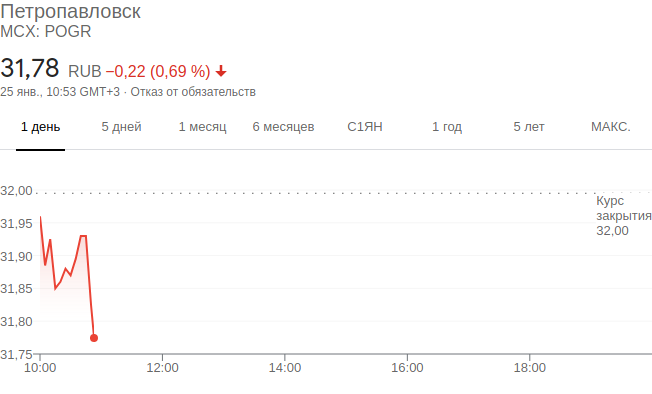 Петропавловск
MCX: POGR
31,78 RUB −0,22 (0,69 %)
25 янв., 10:53 GMT+3 · Отказ от обязательств
1 день 5 дней 1 месяц 6 месяцев С1ЯН 1 год 5 лет МАКС.
32,00
Курс
закрытия
32,00
31,95
31,90
31,85
31,80
31,75
10:00 12:00 14:00 16:00 18:00